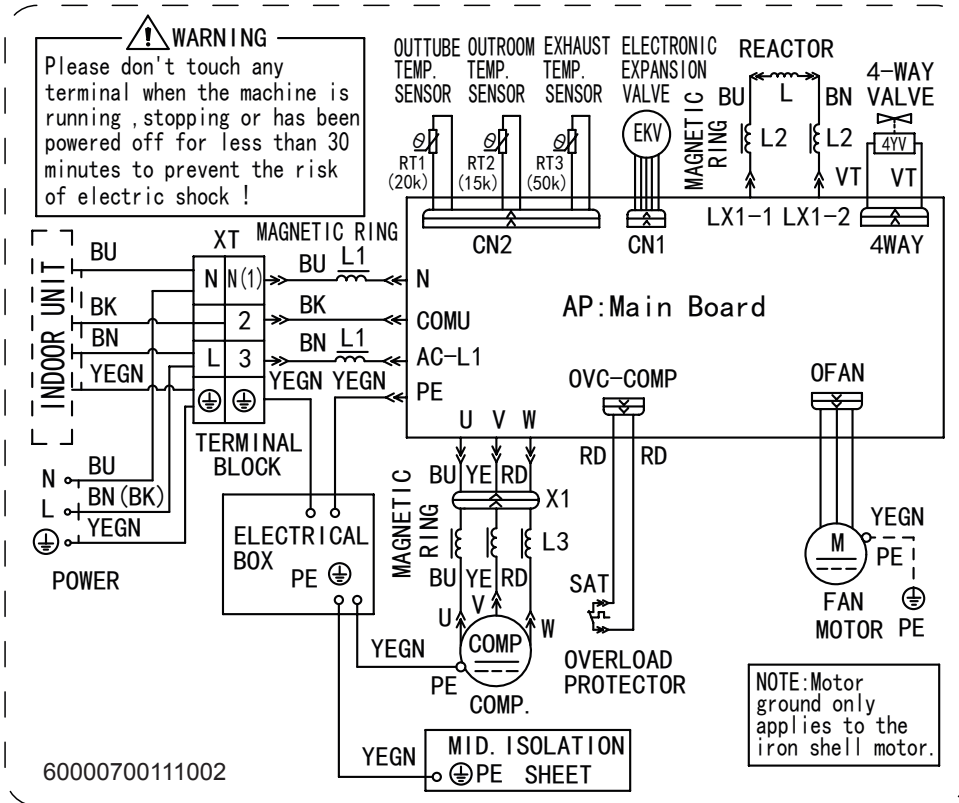 WARNING
Please don't touch any
terminal when the machine is
running ,stopping or has been
powered off for less than 30
minutes to prevent the risk
of electric shock !
OUTTUBE TEMP. SENSOR
OUTROOM TEMP. SENSOR
EXHAUST TEMP. SENSOR
ELECTRONIC EXPANSION VALVE
REACTOR
4-WAY VALVE
MAGNETIC RING
BU
L
BN
L2
L2
4YV
VT
VT
θ
RT1
(20k)
θ
RT2
(15k)
θ
RT3
(50k)
EKV
CN2
CN1
LX1-1
LX1-2
4WAY
AP:Main Board
INDOOR UNIT
BU
BK
BN
YEGN
XT
N
N(1)
2
L
3
TERMINAL
BLOCK
MAGNETIC RING
BU
L1
N
BK
COMU
BN
L1
AC-L1
YEGN
YEGN
PE
N
BU
L
BN(BK)
YEGN
POWER
ELECTRICAL
BOX
PE
U
V
W
BU
YE
RD
X1
MAGNETIC RING
L3
BU
YE
RD
U
V
W
COMP
PE
COMP.
YEGN
OVC-COMP
RD
RD
SAT
OVERLOAD
PROTECTOR
OFAN
M
YEGN
PE
FAN
MOTOR
PE
NOTE:Motor
ground only
applies to the
iron shell motor.
YEGN
MID. ISOLATION
PE SHEET
60000700111002